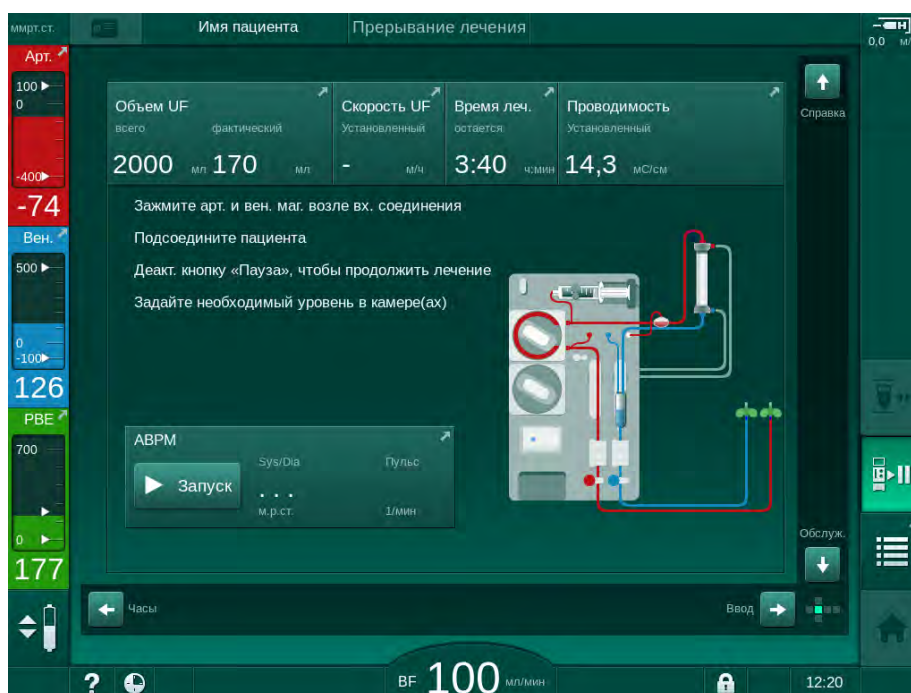 ммрт.ст.
Имя пациента
Прерывание лечения
0,0 м/
Арт.
100
0
-400
-74
Вен.
500
0
-100
126
PBE
700
0
177
Объем UF
всего фактический
2000 мл 170 мл
Скорость UF
Установленный
- м/ч
Время леч.
остается
3:40 ч:мин
Проводимость
Установленный
14,3 мС/см
Справка
Зажмите арт. и вен. маг. возле вх. соединения
Подсоедините пациента
Деакт. кнопку «Пауза», чтобы продолжить лечение
Задайте необходимый уровень в камере(ах)
ABPM
Sys/Dia Пульс
Запуск ...
м.р.ст. 1/мин
Обслуж.
Часы
Ввод
? BF 100 мл/мин 12:20